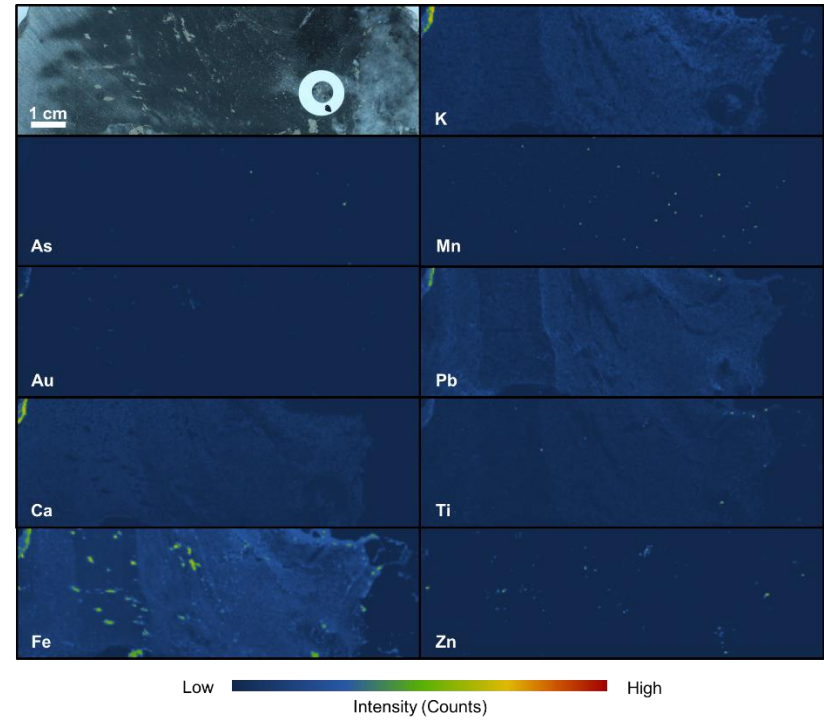 1 cm
K
As
Mn
Au
Pb
Ca
Ti
Fe
Zn
Low
High
Intensity (Counts)